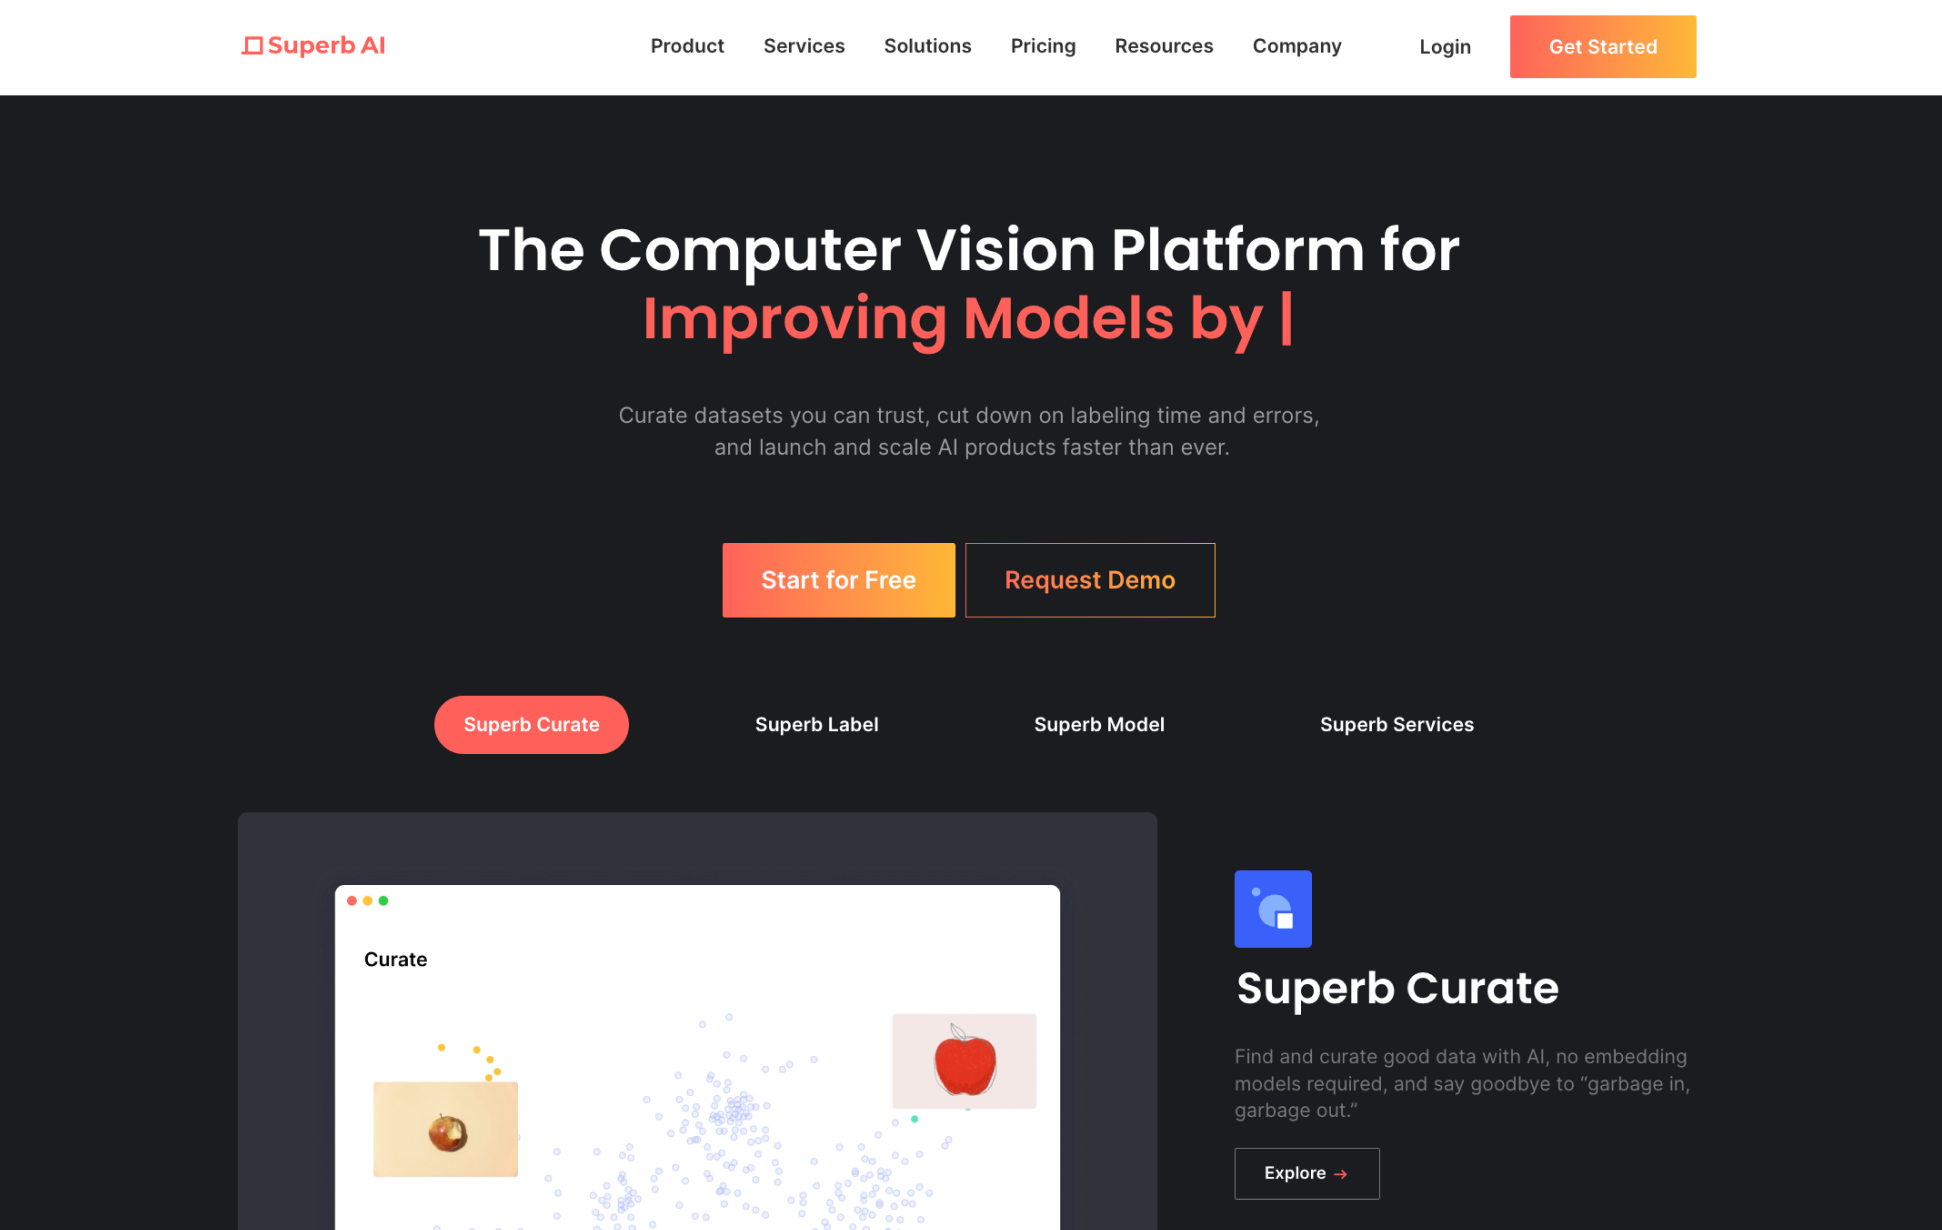 Superb AI
Product
Services
Solutions
Pricing
Resources
Company
Login
Get Started
The Computer Vision Platform for
Improving Models by |
Curate datasets you can trust, cut down on labeling time and errors,
and launch and scale AI products faster than ever.
Start for Free
Request Demo
Superb Curate
Superb Label
Superb Model
Superb Services
Curate
Superb Curate
Find and curate good data with AI, no embedding
models required, and say goodbye to “garbage in,
garbage out.”
Explore →